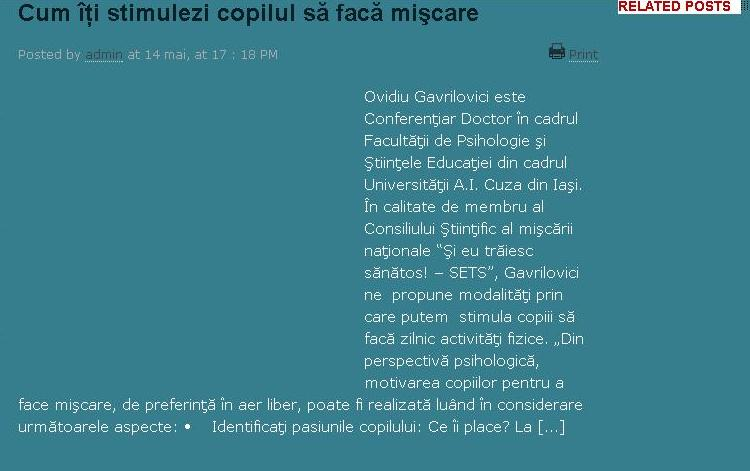 Cum îți stimulezi copilul să facă mişcare
RELATED POSTS
Posted by admin at 14 mai, at 17 : 18 PM
Print
Ovidiu Gavrilovici este
Conferenţiar Doctor în cadrul
Facultăţii de Psihologie şi
Ştiinţele Educaţiei din cadrul
Universităţii A.I. Cuza din Iaşi.
În calitate de membru al
Consiliului Ştiinţific al mişcării
naţionale “Şi eu trăiesc
sănătos! – SETS”, Gavrilovici
ne  propune modalităţi prin
care putem  stimula copiii să
facă zilnic activităţi fizice. „Din
perspectivă psihologică,
motivarea copiilor pentru a
face mişcare, de preferinţă în aer liber, poate fi realizată luând în considerare
următoarele aspecte: •    Identificaţi pasiunile copilului: Ce îi place? La [...]